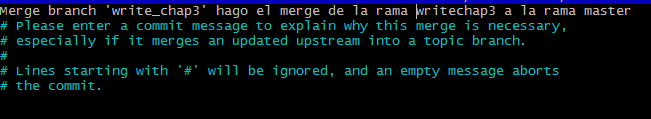 Merge branch 'write_chap3' hago el merge de la rama writechap3 a la rama master
# Please enter a commit message to explain why this merge is necessary,
# especially if it merges an updated upstream into a topic branch.
#
# Lines starting with '#' will be ignored, and an empty message aborts
# the commit.